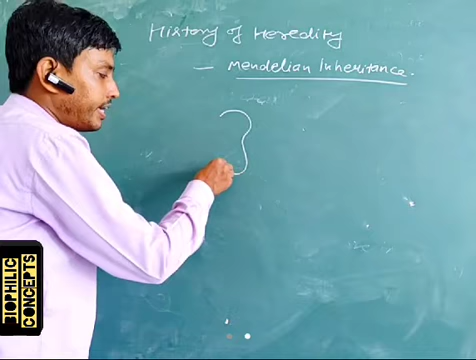 History of Heredity
— Mendelian Inheritance.
BIOPHILIC
CONCEPTS